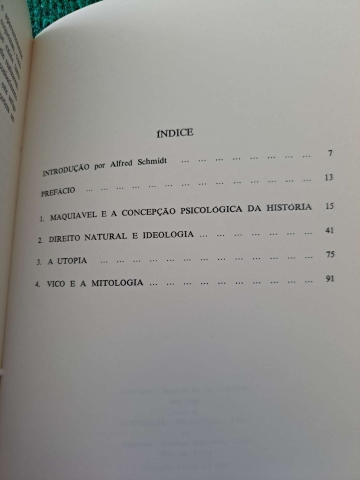 ÍNDICE
INTRODUÇÃO por Alfred Schmidt ... ... ... ... ... ... ... 7
PREFÁCIO ... ... ... ... ... ... ... ... ... ... ... 13
1. MAQUIAVEL E A CONCEPÇÃO PSICOLÓGICA DA HISTÓRIA 15
2. DIREITO NATURAL E IDEOLOGIA ... ... ... ... ... ... 41
3. A UTOPIA ... ... ... ... ... ... ... ... ... ... 75
4. VICO E A MITOLOGIA ... ... ... ... ... ... ... ... 91